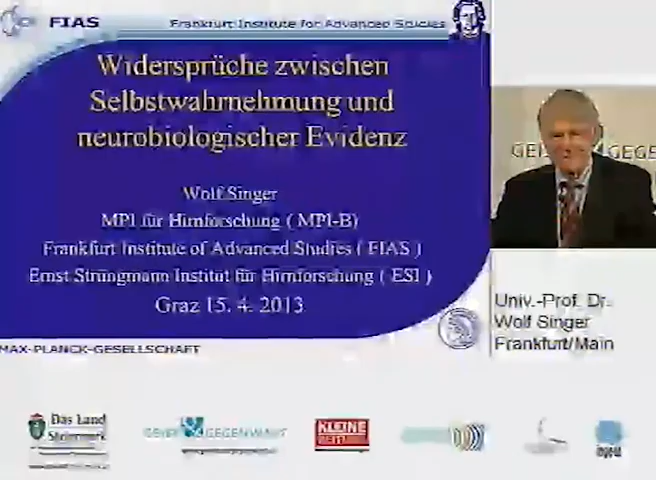 FIAS Frankfurt Institute for Advanced Studies
Widersprüche zwischen
Selbstwahrnehmung und
neurobiologischer Evidenz
Wolf Singer
MPI für Hirnforschung ( MPI-B)
Frankfurt Institute of Advanced Studies ( FIAS )
Ernst Strüngmann Institut für Hirnforschung ( ESI )
Graz 15. 4. 2013
MAX-PLANCK-GESELLSCHAFT
Univ.-Prof. Dr.
Wolf Singer
Frankfurt/Main
Das Land
Steiermark
GEIST & GEGENWART
KLEINE
ZEITUNG